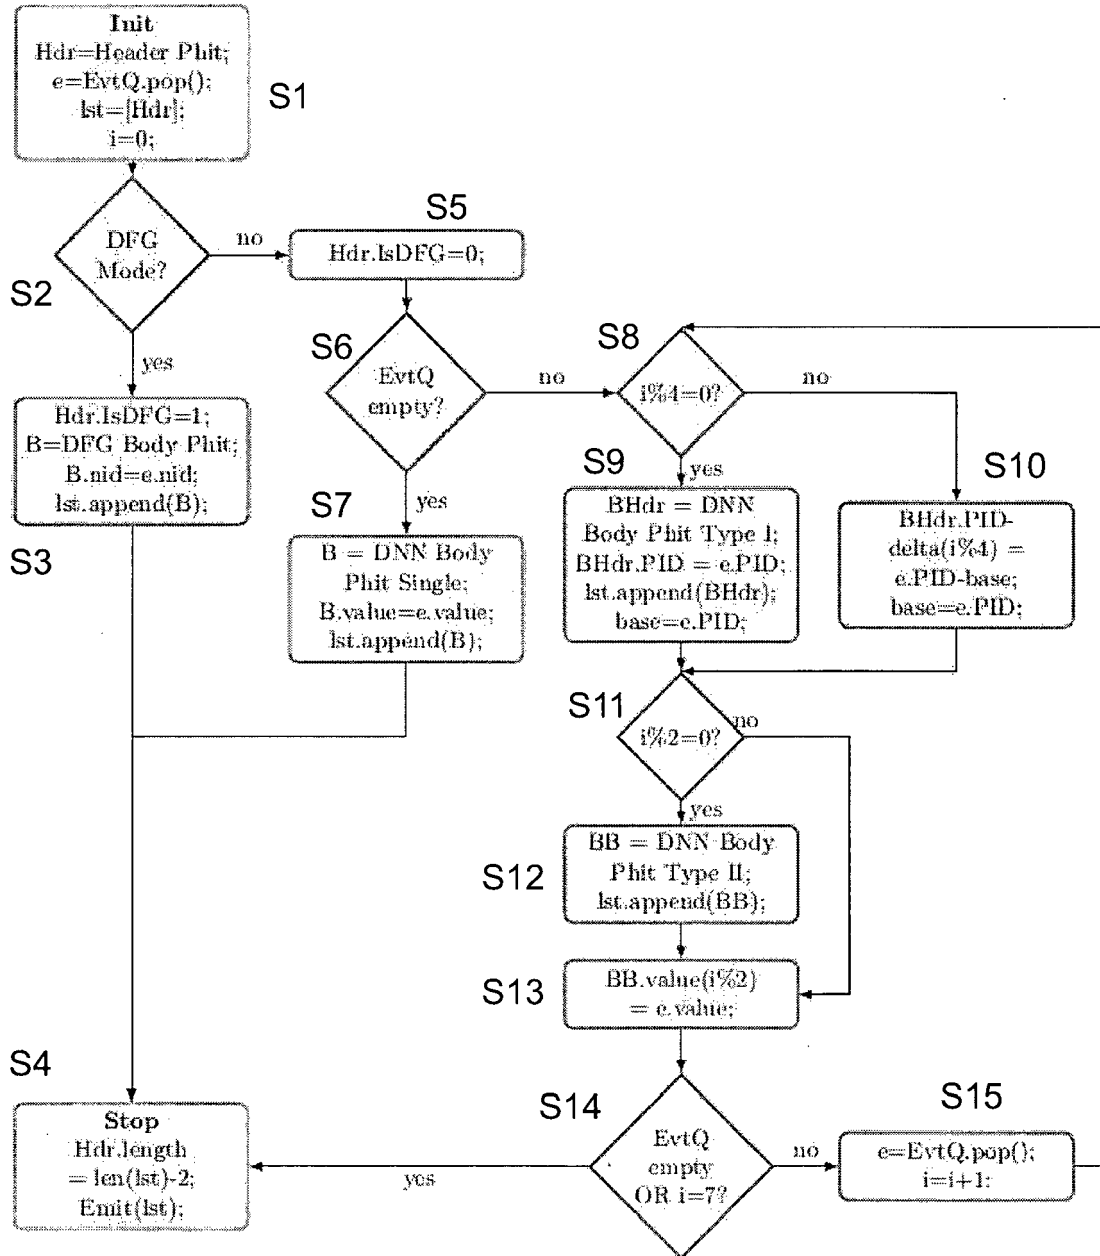 Init
Hdr=Header Phit;
e=EvtQ.pop();
lst=[Hdr];
i=0;
S1
DFG
Mode?
S2
no
yes
S5
Hdr.IsDFG=0;
Hdr.IsDFG=1;
B=DFG Body Phit;
B.nid=e.nid;
lst.append(B);
S3
S6
EvtQ
empty?
no
yes
S7
B = DNN Body
Phit Single;
B.value=e.value;
lst.append(B);
S8
i%4=0?
no
yes
S9
BHdr = DNN
Body Phit Type I;
BHdr.PID = e.PID;
lst.append(BHdr);
base=e.PID;
S10
BHdr.PID-
delta(i%4) =
e.PID-base;
base=e.PID;
S11
i%2=0?
no
yes
S12
BB = DNN Body
Phit Type II;
lst.append(BB);
S13
BB.value(i%2)
= e.value;
S14
EvtQ
empty
OR i=7?
yes
no
S15
e=EvtQ.pop();
i=i+1:
S4
Stop
Hdr.length
= len(lst)-2;
Emit(lst);